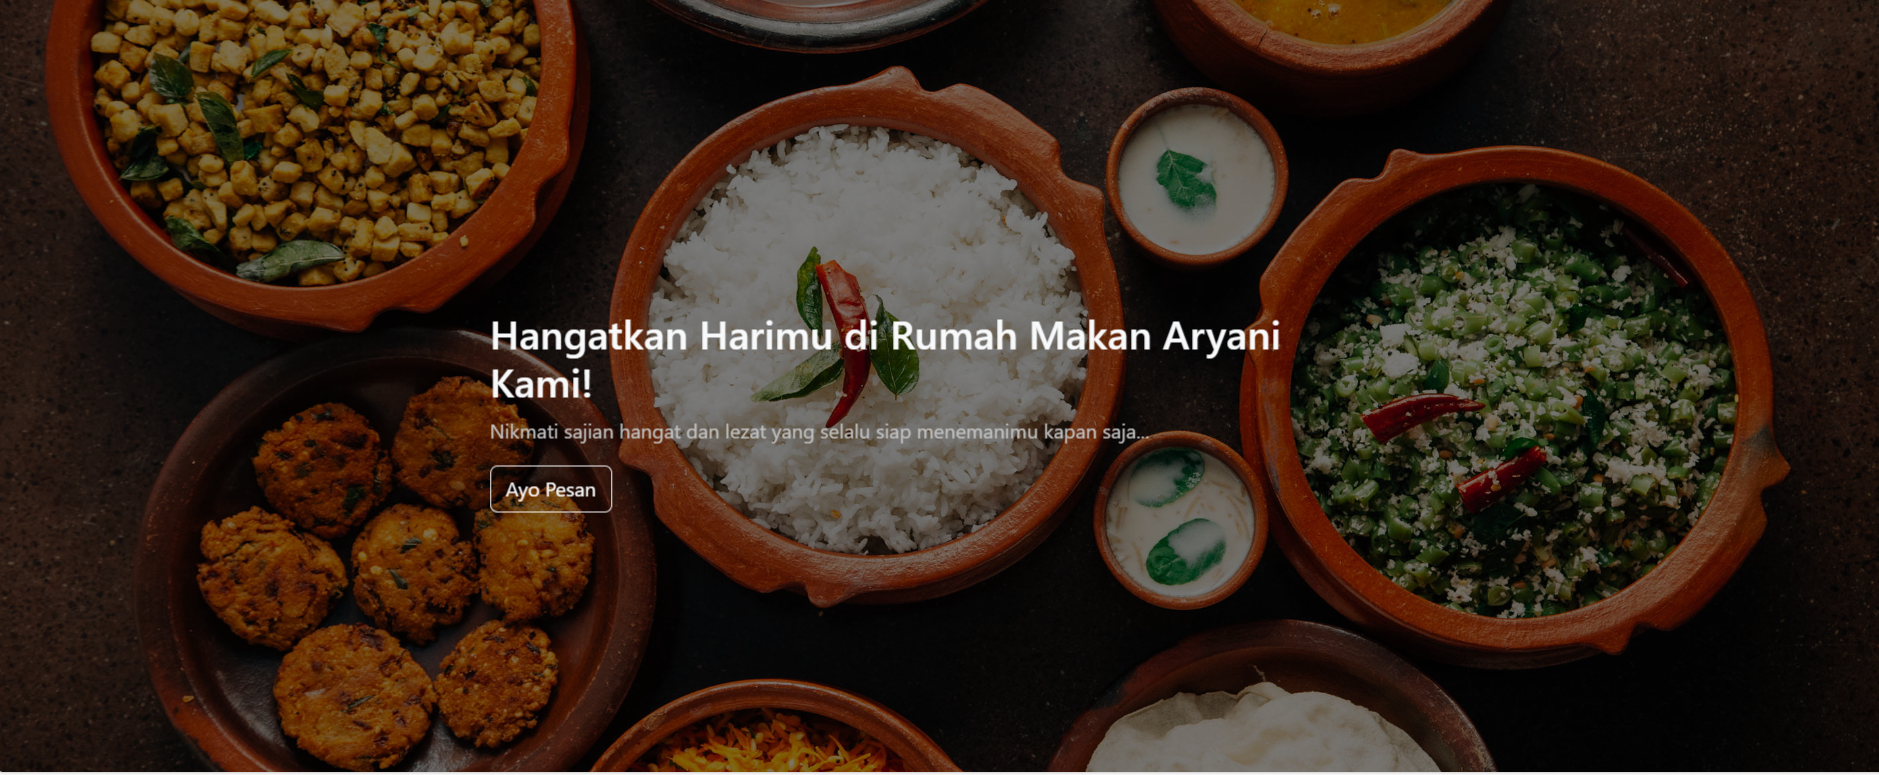 Hangatkan Harimu di Rumah Makan Aryani
Kami!
Nikmati sajian hangat dan lezat yang selalu siap menemanimu kapan saja...
Ayo Pesan